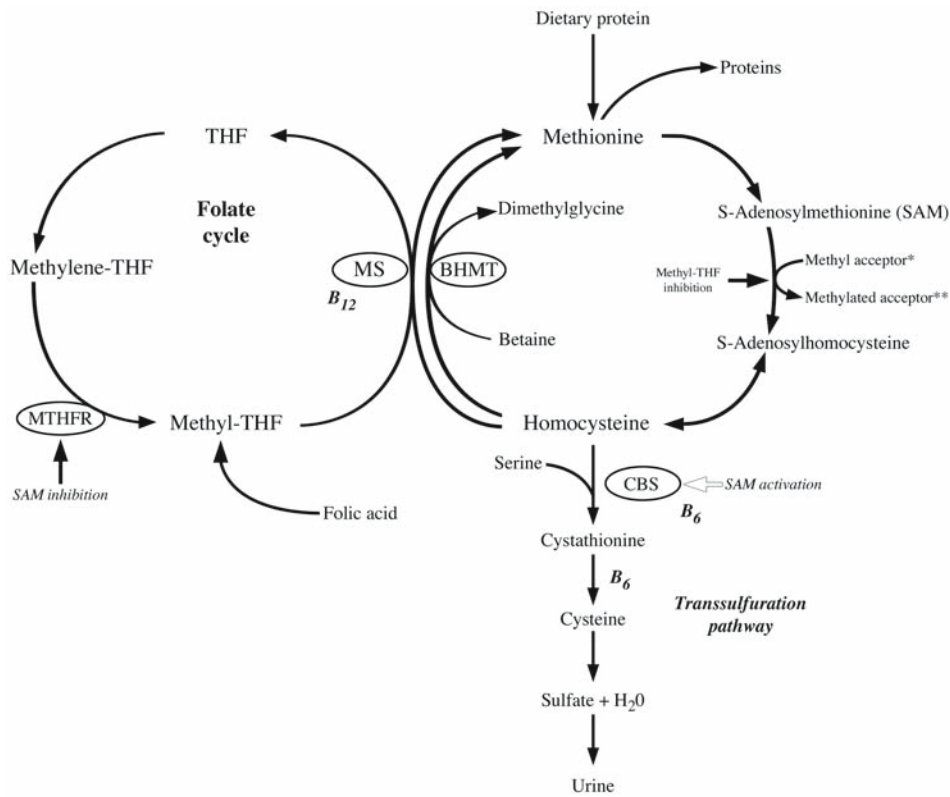 Dietary protein
Proteins
THF
Methionine
Folate
cycle
Dimethylglycine
S-Adenosylmethionine (SAM)
Methylene-THF
MS
BHMT
Methyl-THF
inhibition
Methyl acceptor*
Methylated acceptor**
B12
Betaine
S-Adenosylhomocysteine
MTHFR
Methyl-THF
Homocysteine
Serine
CBS
SAM activation
SAM inhibition
B6
Folic acid
Cystathionine
B6
Transsulfuration
pathway
Cysteine
Sulfate + H20
Urine